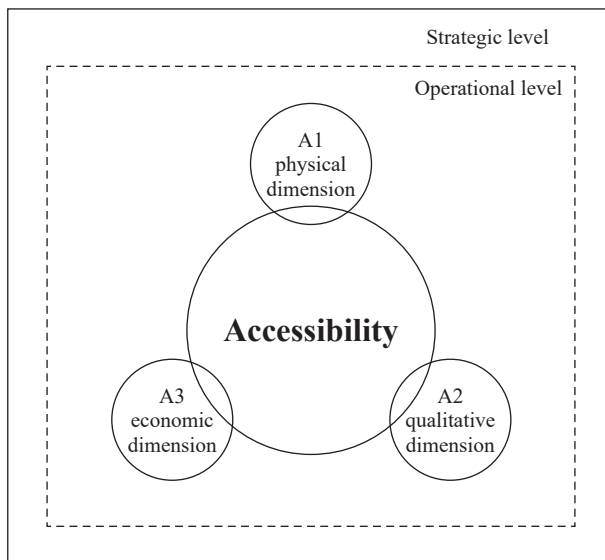 Strategic level
Operational level
A1
physical
dimension
Accessibility
A3
economic
dimension
A2
qualitative
dimension